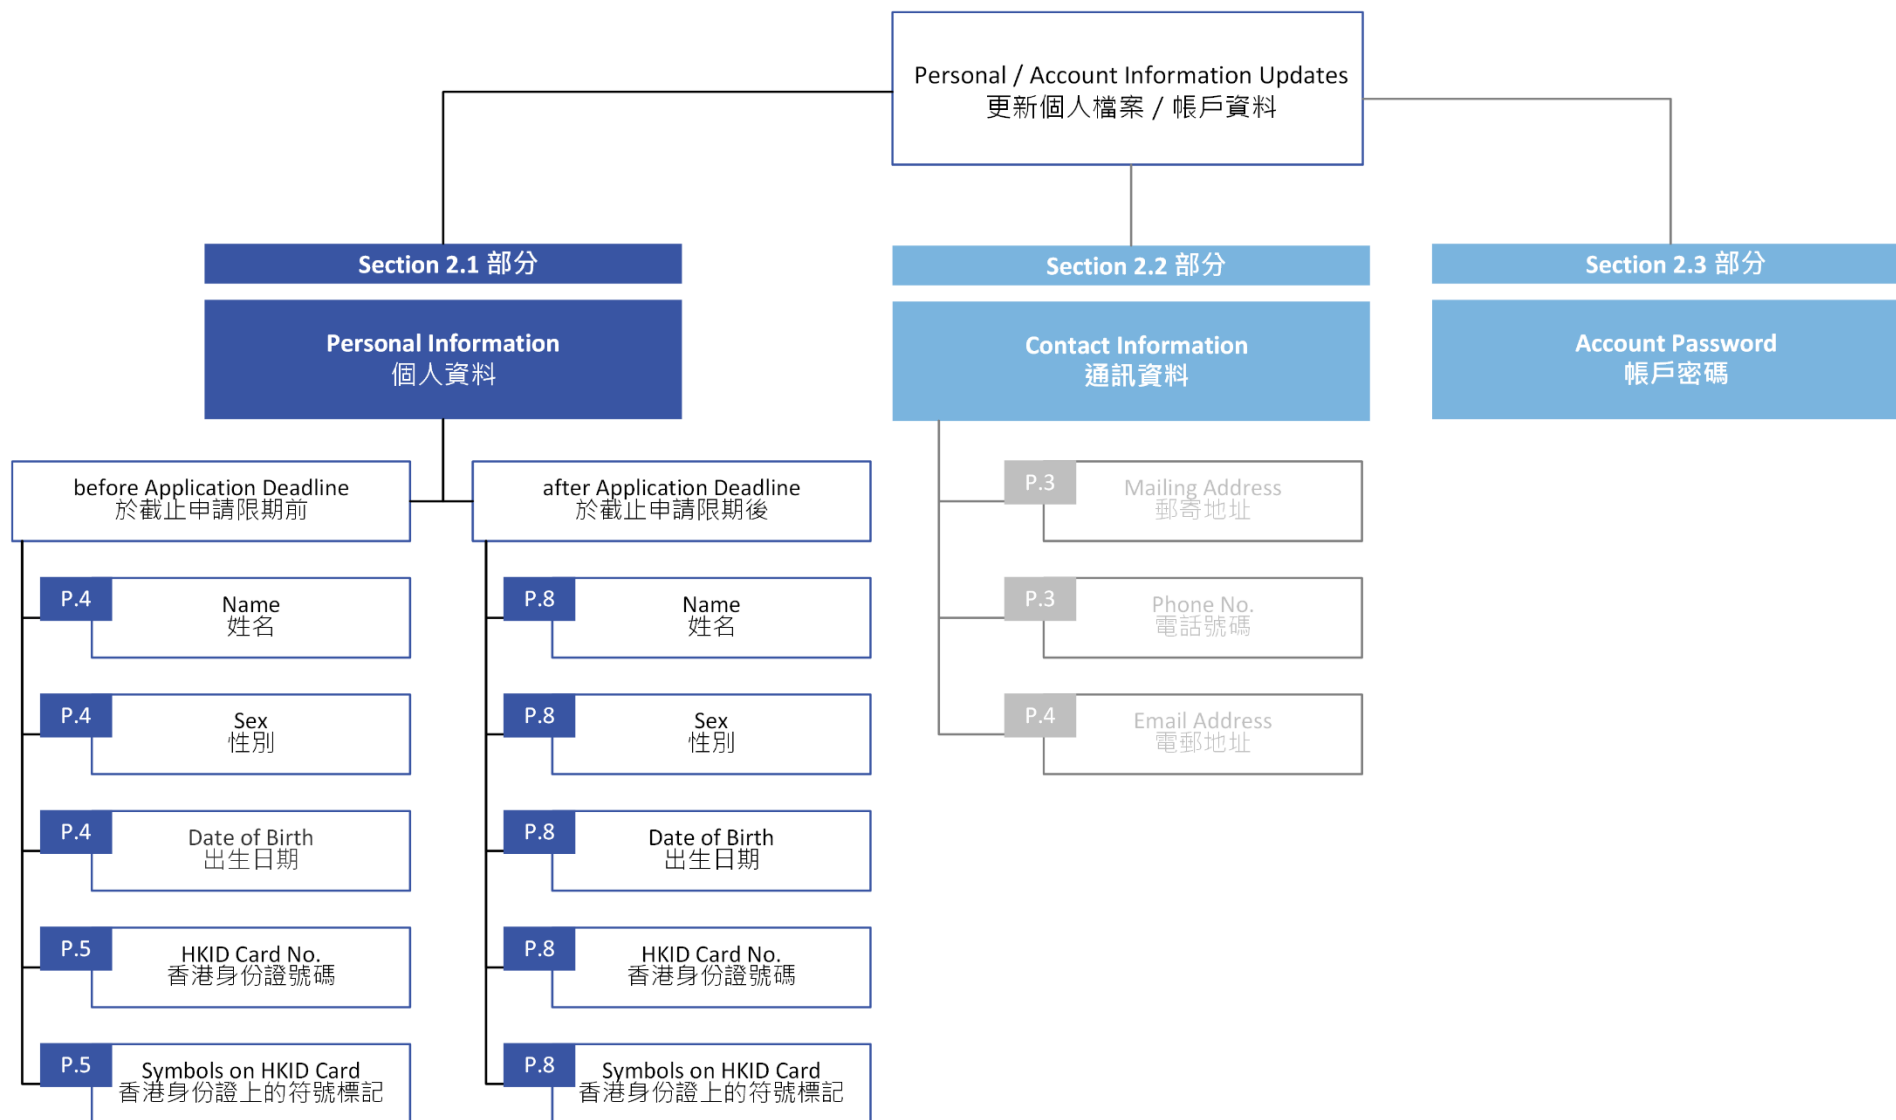 Personal / Account Information Updates
更新個人檔案 / 帳戶資料
Section 2.1 部分
Personal Information
個人資料
before Application Deadline
於截止申請限期前
P.4
Name
姓名
P.4
Sex
性別
P.4
Date of Birth
出生日期
P.5
HKID Card No.
香港身份證號碼
P.5
Symbols on HKID Card
香港身份證上的符號標記
after Application Deadline
於截止申請限期後
P.8
Name
姓名
P.8
Sex
性別
P.8
Date of Birth
出生日期
P.8
HKID Card No.
香港身份證號碼
P.8
Symbols on HKID Card
香港身份證上的符號標記
Section 2.2 部分
Contact Information
通訊資料
P.3
Mailing Address
郵寄地址
P.3
Phone No.
電話號碼
P.4
Email Address
電郵地址
Section 2.3 部分
Account Password
帳戶密碼